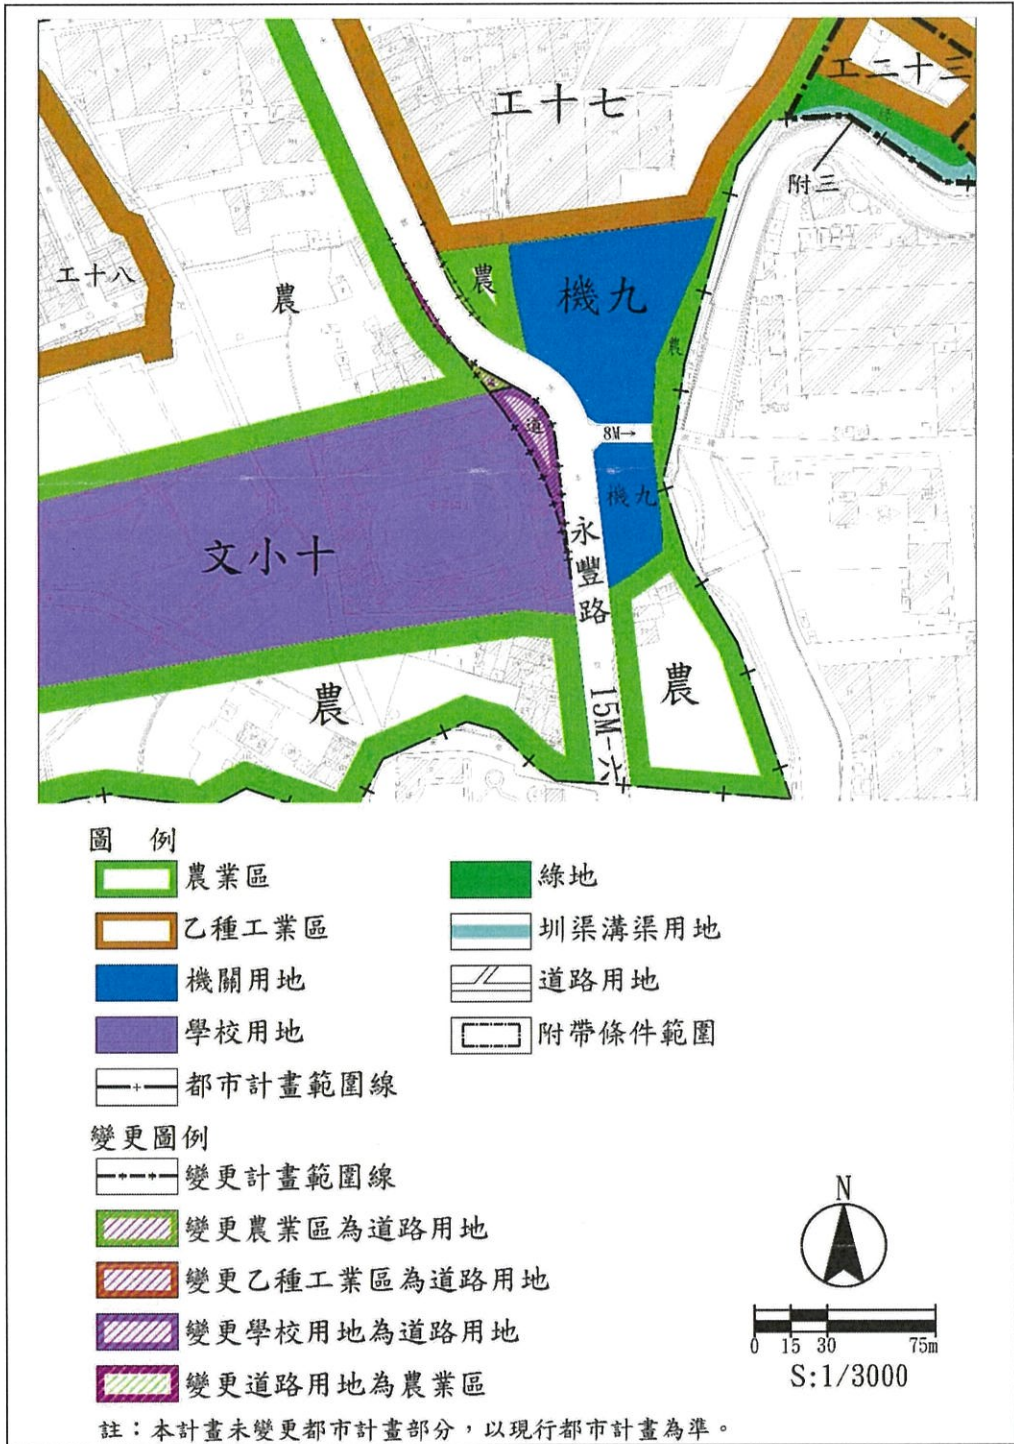 工十七
工二十三
附三
工十八
農
農
機九
農
道
8M→
機九
文小十
永豐路
農
15M-六
農
圖 例
農業區
綠地
乙種工業區
圳渠溝渠用地
機關用地
道路用地
學校用地
附帶條件範圍
都市計畫範圍線
變更圖例
變更計畫範圍線
變更農業區為道路用地
變更乙種工業區為道路用地
變更學校用地為道路用地
變更道路用地為農業區
N
0 15 30 75m
S:1/3000
註：本計畫未變更都市計畫部分，以現行都市計畫為準。